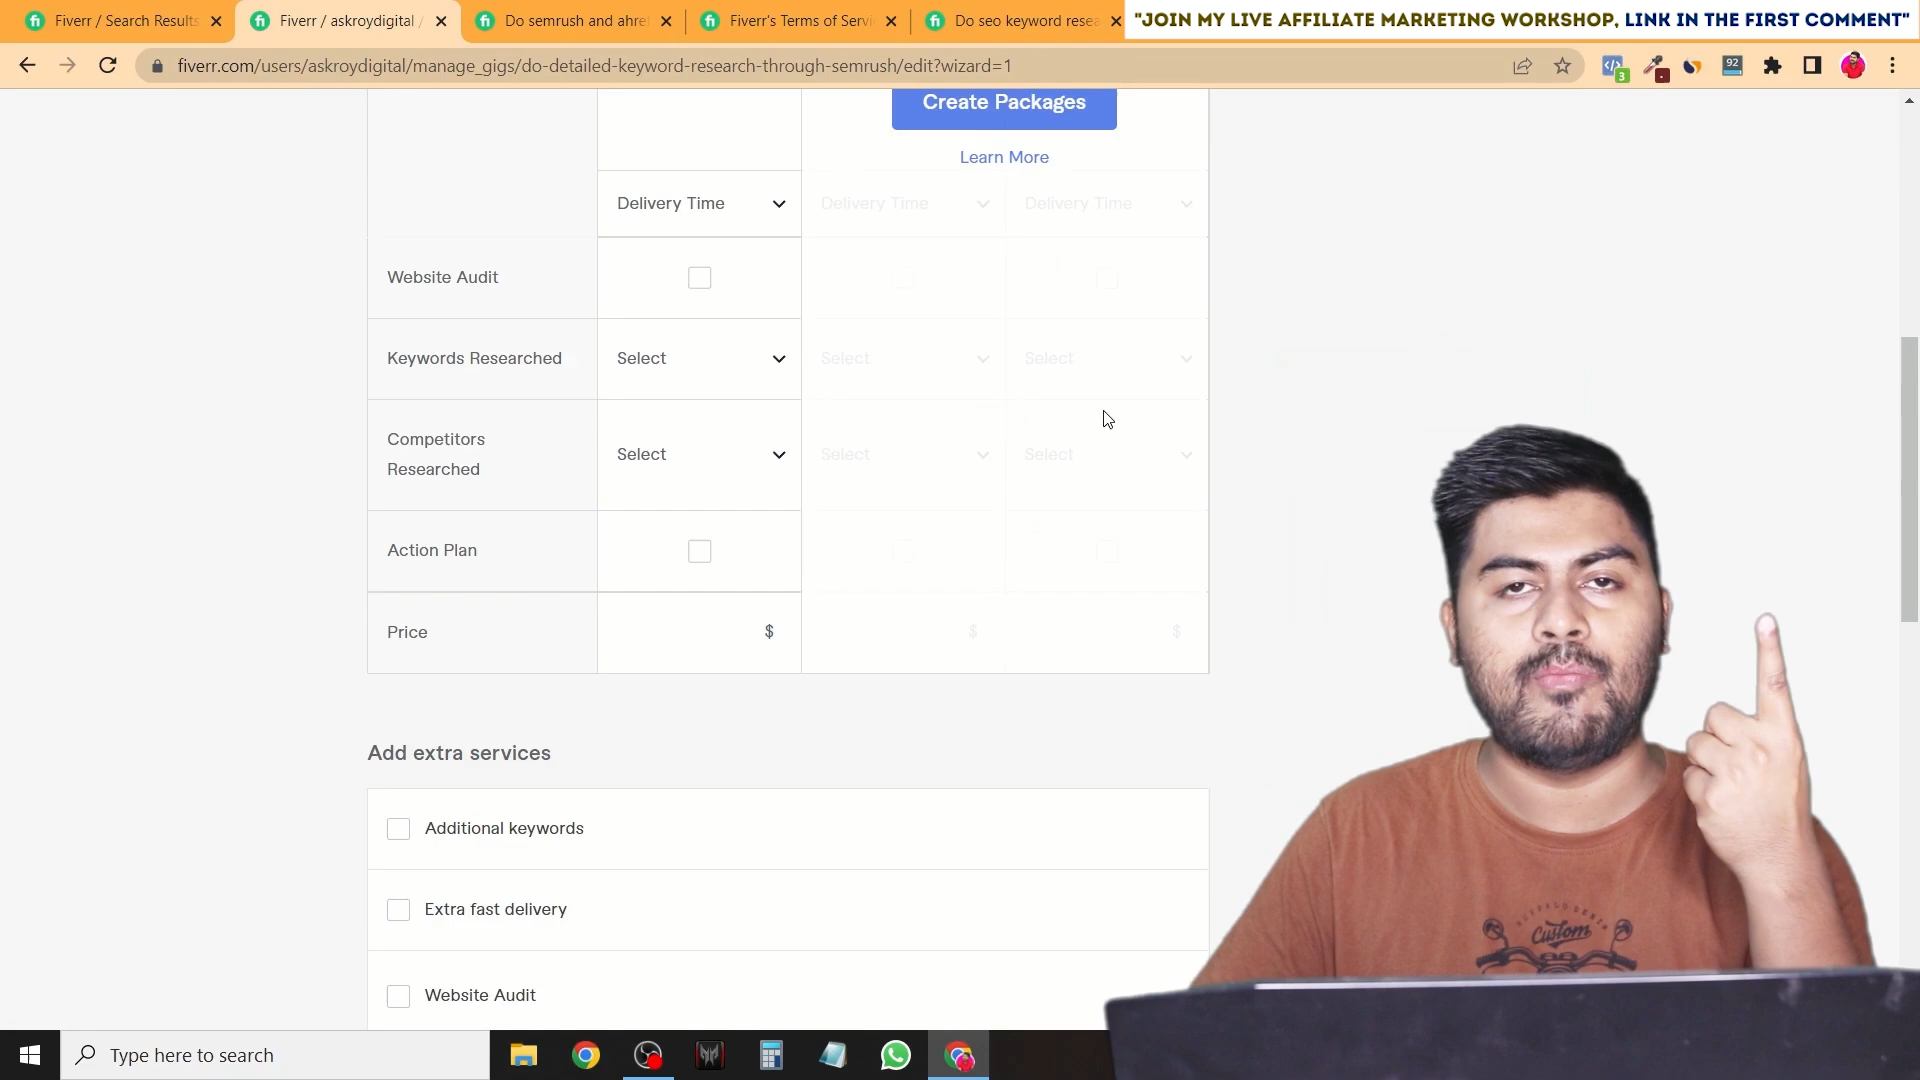 Fiverr / Search Results
Fiverr / askroydigital /
Do semrush and ahre
Fiverr's Terms of Servi
Do seo keyword resea
"JOIN MY LIVE AFFILIATE MARKETING WORKSHOP, LINK IN THE FIRST COMMENT"
fiverr.com/users/askroydigital/manage_gigs/do-detailed-keyword-research-through-semrush/edit?wizard=1
3
92
Create Packages
Learn More
Delivery Time
Delivery Time
Delivery Time
Website Audit
Keywords Researched
Select
Select
Select
Competitors
Researched
Select
Select
Select
Action Plan
Price
$
$
$
Add extra services
Additional keywords
Extra fast delivery
Website Audit
Custom
Type here to search